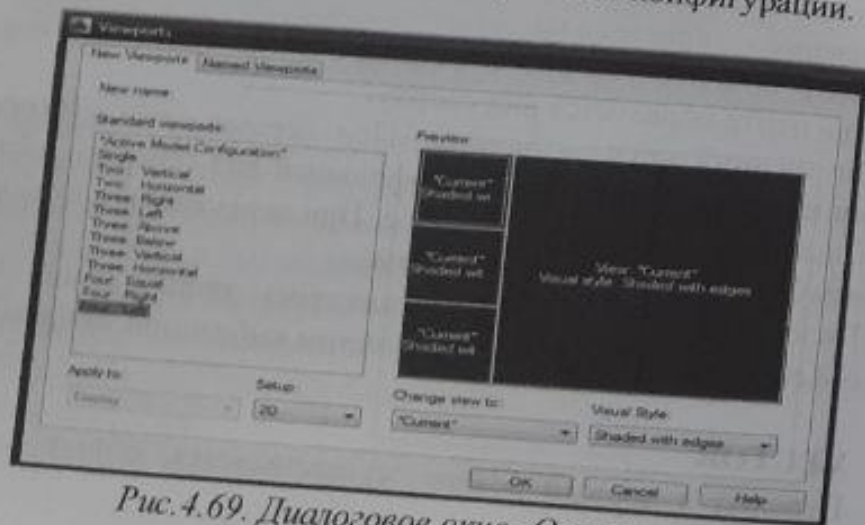 конфигурации.
Viewports
New Viewports Named Viewports
New name:
Standard viewports:
*Active Model Configuration*
Single
Two: Vertical
Two: Horizontal
Three: Right
Three: Left
Three: Above
Three: Below
Three: Vertical
Three: Horizontal
Four: Equal
Four: Right
Four: Left
Apply to:
Display
Setup:
2D
Preview
*Current*
Shaded wit
*Current*
Shaded wit
*Current*
Shaded wit
View: *Current*
Visual style: Shaded with edges
Change view to:
*Current*
Visual Style:
Shaded with edges
OK Cancel Help
Рис.4.69. Диалоговое окно